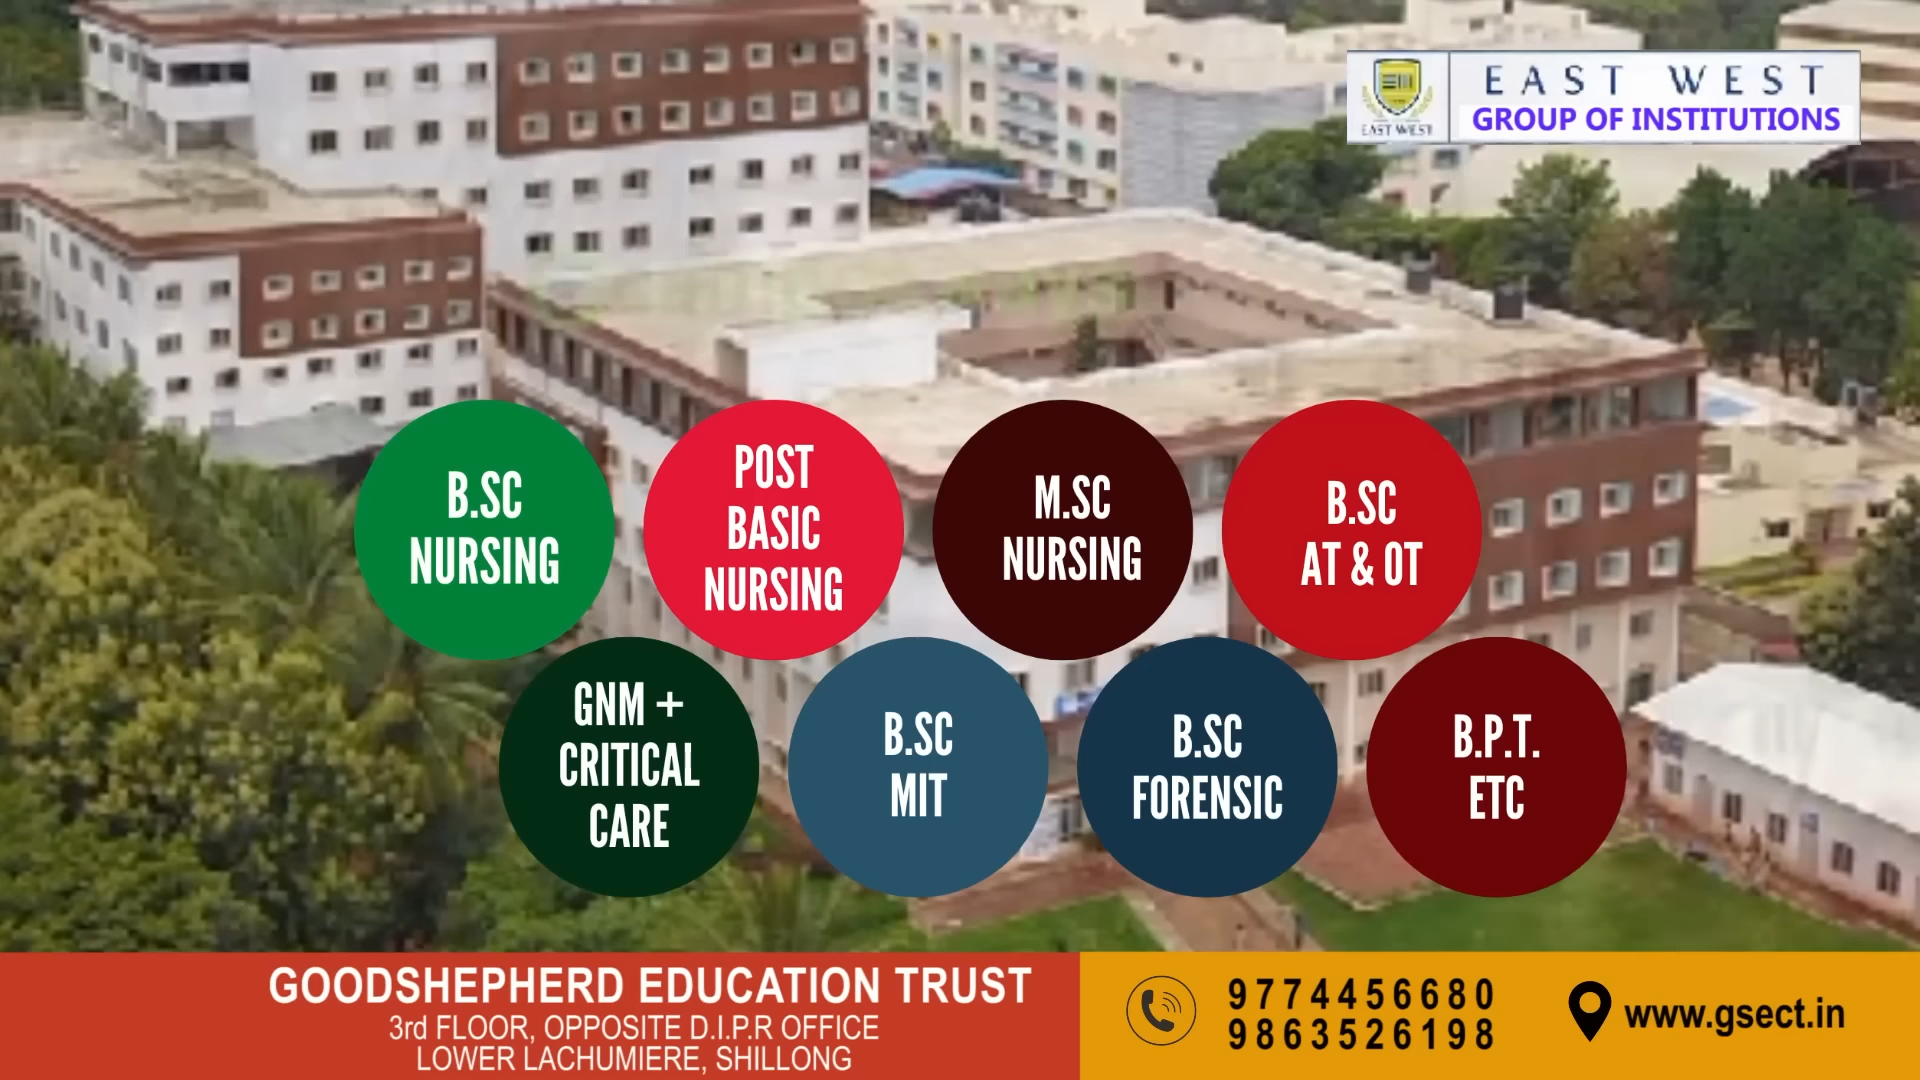 EAST WEST
EAST WEST
GROUP OF INSTITUTIONS
B.SC
NURSING
POST
BASIC
NURSING
M.SC
NURSING
B.SC
AT & OT
GNM +
CRITICAL
CARE
B.SC
MIT
B.SC
FORENSIC
B.P.T.
ETC
GOODSHEPHERD EDUCATION TRUST
3rd FLOOR, OPPOSITE D.I.P.R OFFICE
LOWER LACHUMIERE, SHILLONG
9774456680
9863526198
www.gsect.in